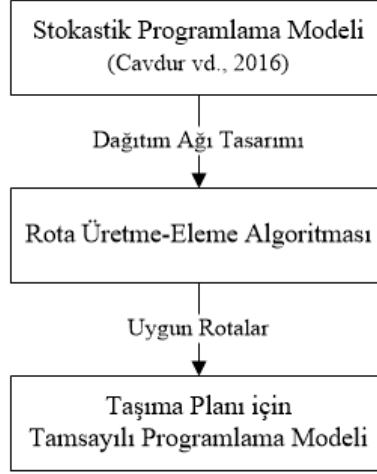 Stokastik Programlama Modeli
(Cavdur vd., 2016)
Dağıtım Ağı Tasarımı
Rota Üretme-Eleme Algoritması
Uygun Rotalar
Taşıma Planı için
Tamsayılı Programlama Modeli